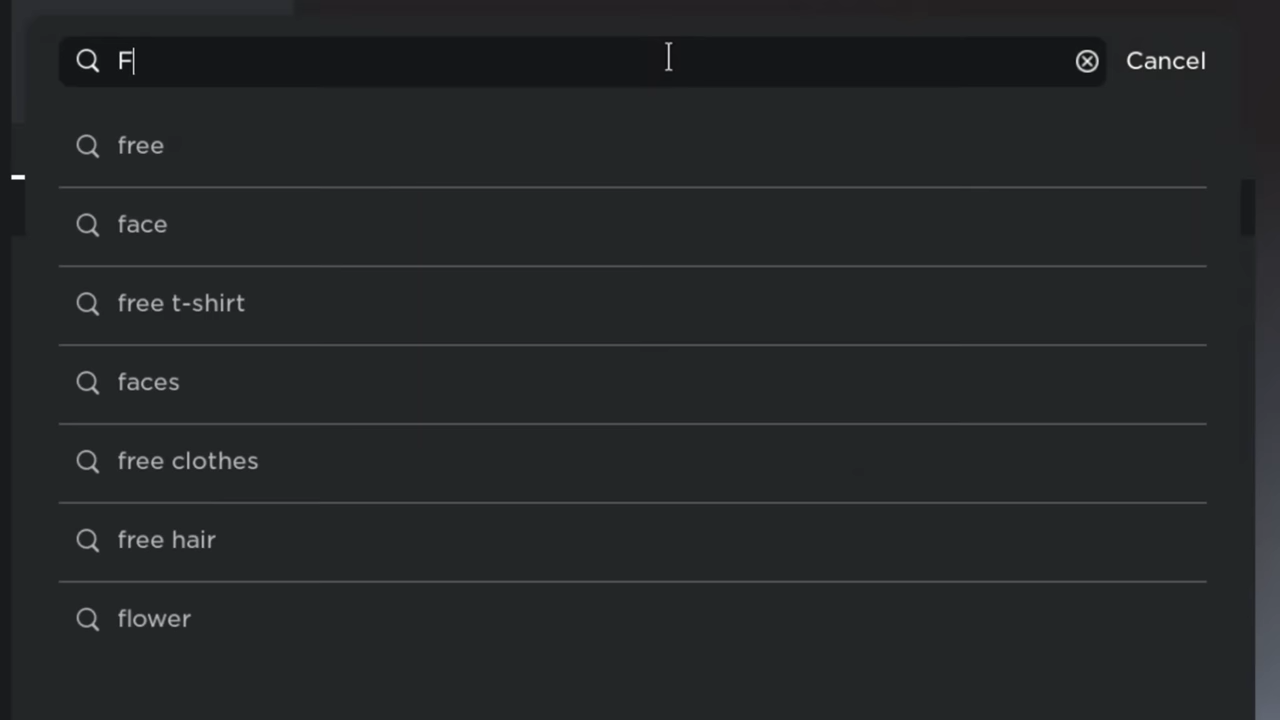 F
Cancel
free
face
free t-shirt
faces
free clothes
free hair
flower